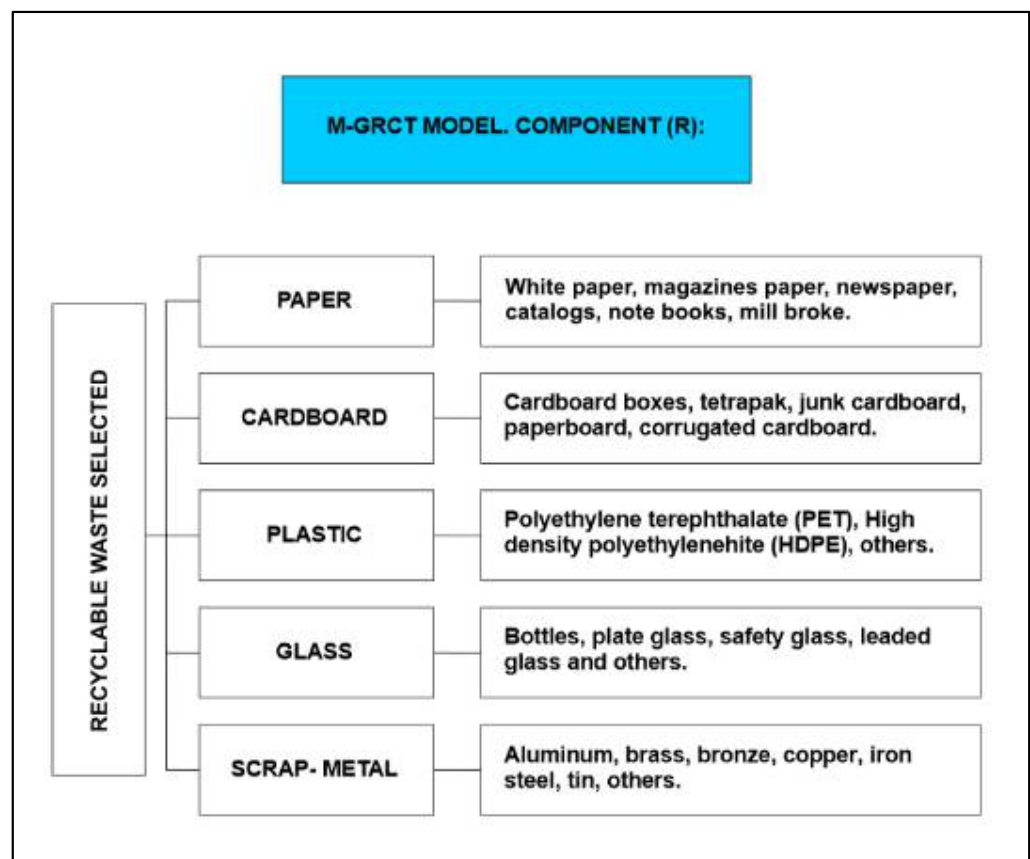 M-GRCT MODEL. COMPONENT (R):
RECYCLABLE WASTE SELECTED
PAPER
White paper, magazines paper, newspaper,
catalogs, note books, mill broke.
CARDBOARD
Cardboard boxes, tetrapak, junk cardboard,
paperboard, corrugated cardboard.
PLASTIC
Polyethylene terephthalate (PET), High
density polyethylenehite (HDPE), others.
GLASS
Bottles, plate glass, safety glass, leaded
glass and others.
SCRAP- METAL
Aluminum, brass, bronze, copper, iron
steel, tin, others.